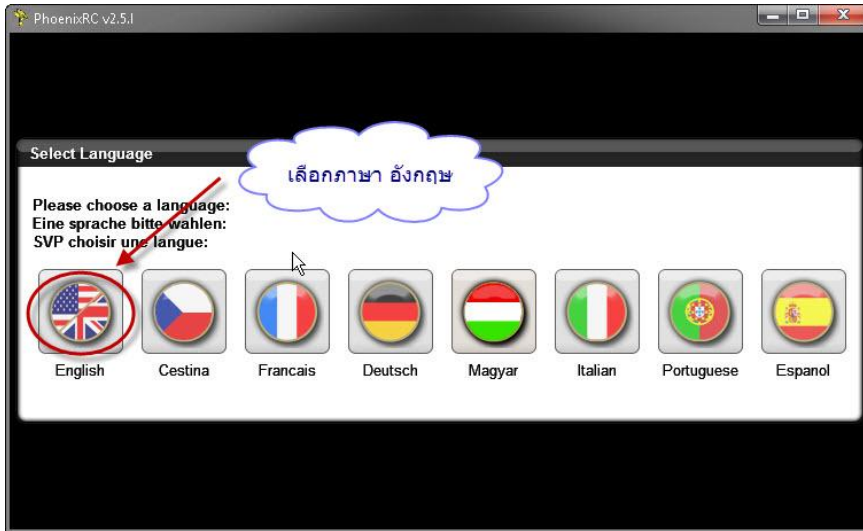 PhoenixRC v2.5.l
Select Language
เลือกภาษา อังกฤษ
Please choose a language:
Eine sprache bitte wahlen:
SVP choisir une langue:
English
Cestina
Francais
Deutsch
Magyar
Italian
Portuguese
Espanol